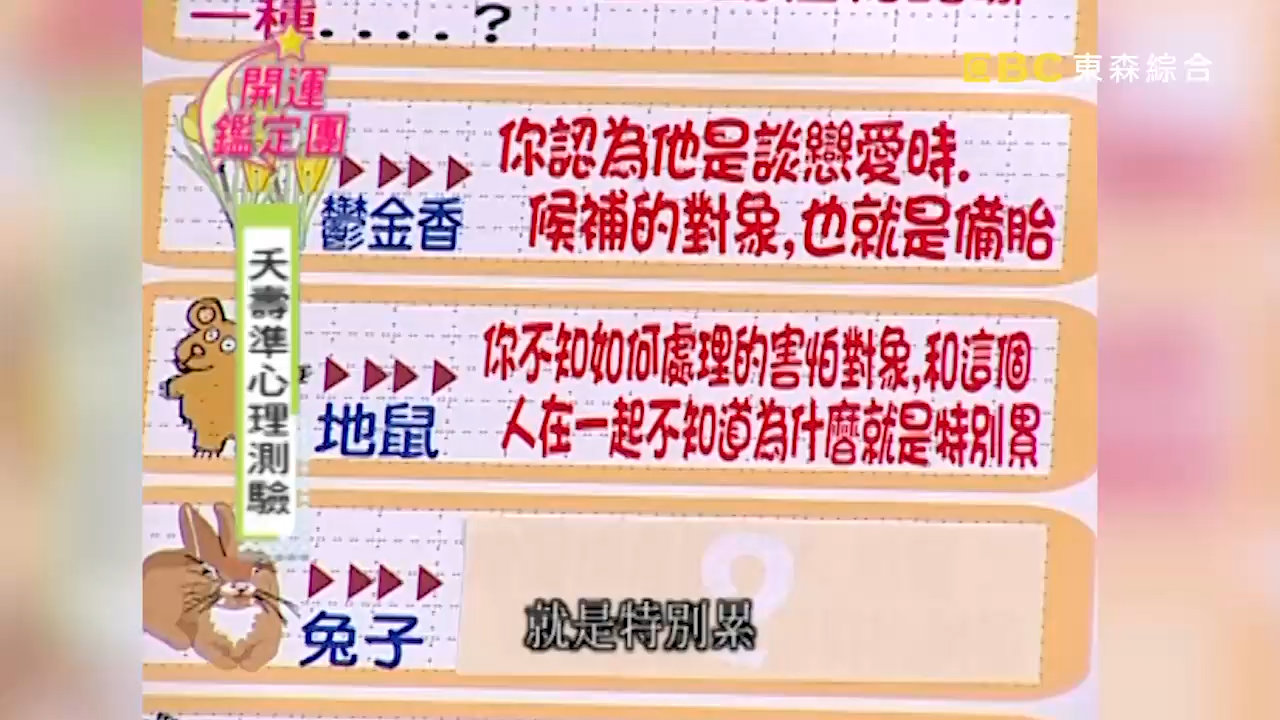 一種....?
EBC 東森綜合
開運
鑑定團
你認為他是談戀愛時.
候補的對象,也就是備胎
鬱金香
夭壽準心理測驗
你不知如何處理的害怕對象,和這個
人在一起不知道為什麼就是特別累
地鼠
?
兔子
就是特別累